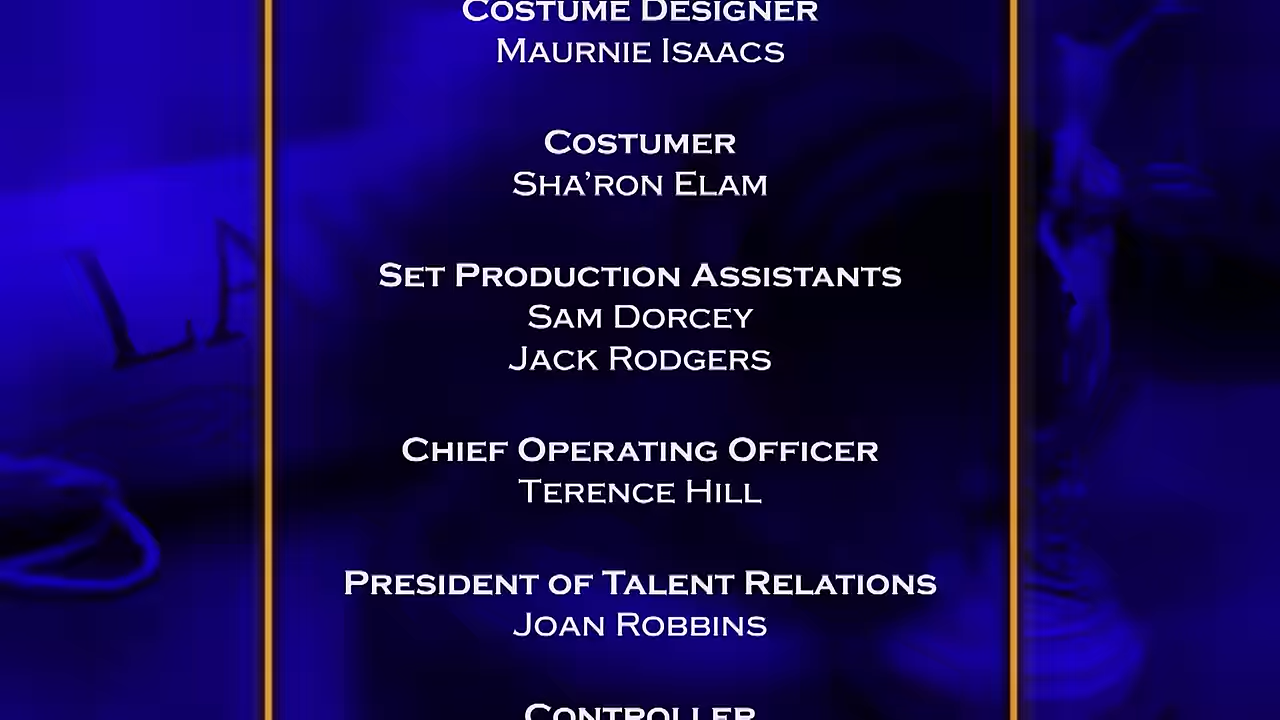 Costume Designer
Maurnie Isaacs
Costumer
Sha’ron Elam
Set Production Assistants
Sam Dorcey
Jack Rodgers
Chief Operating Officer
Terence Hill
President of Talent Relations
Joan Robbins
Controller
LA